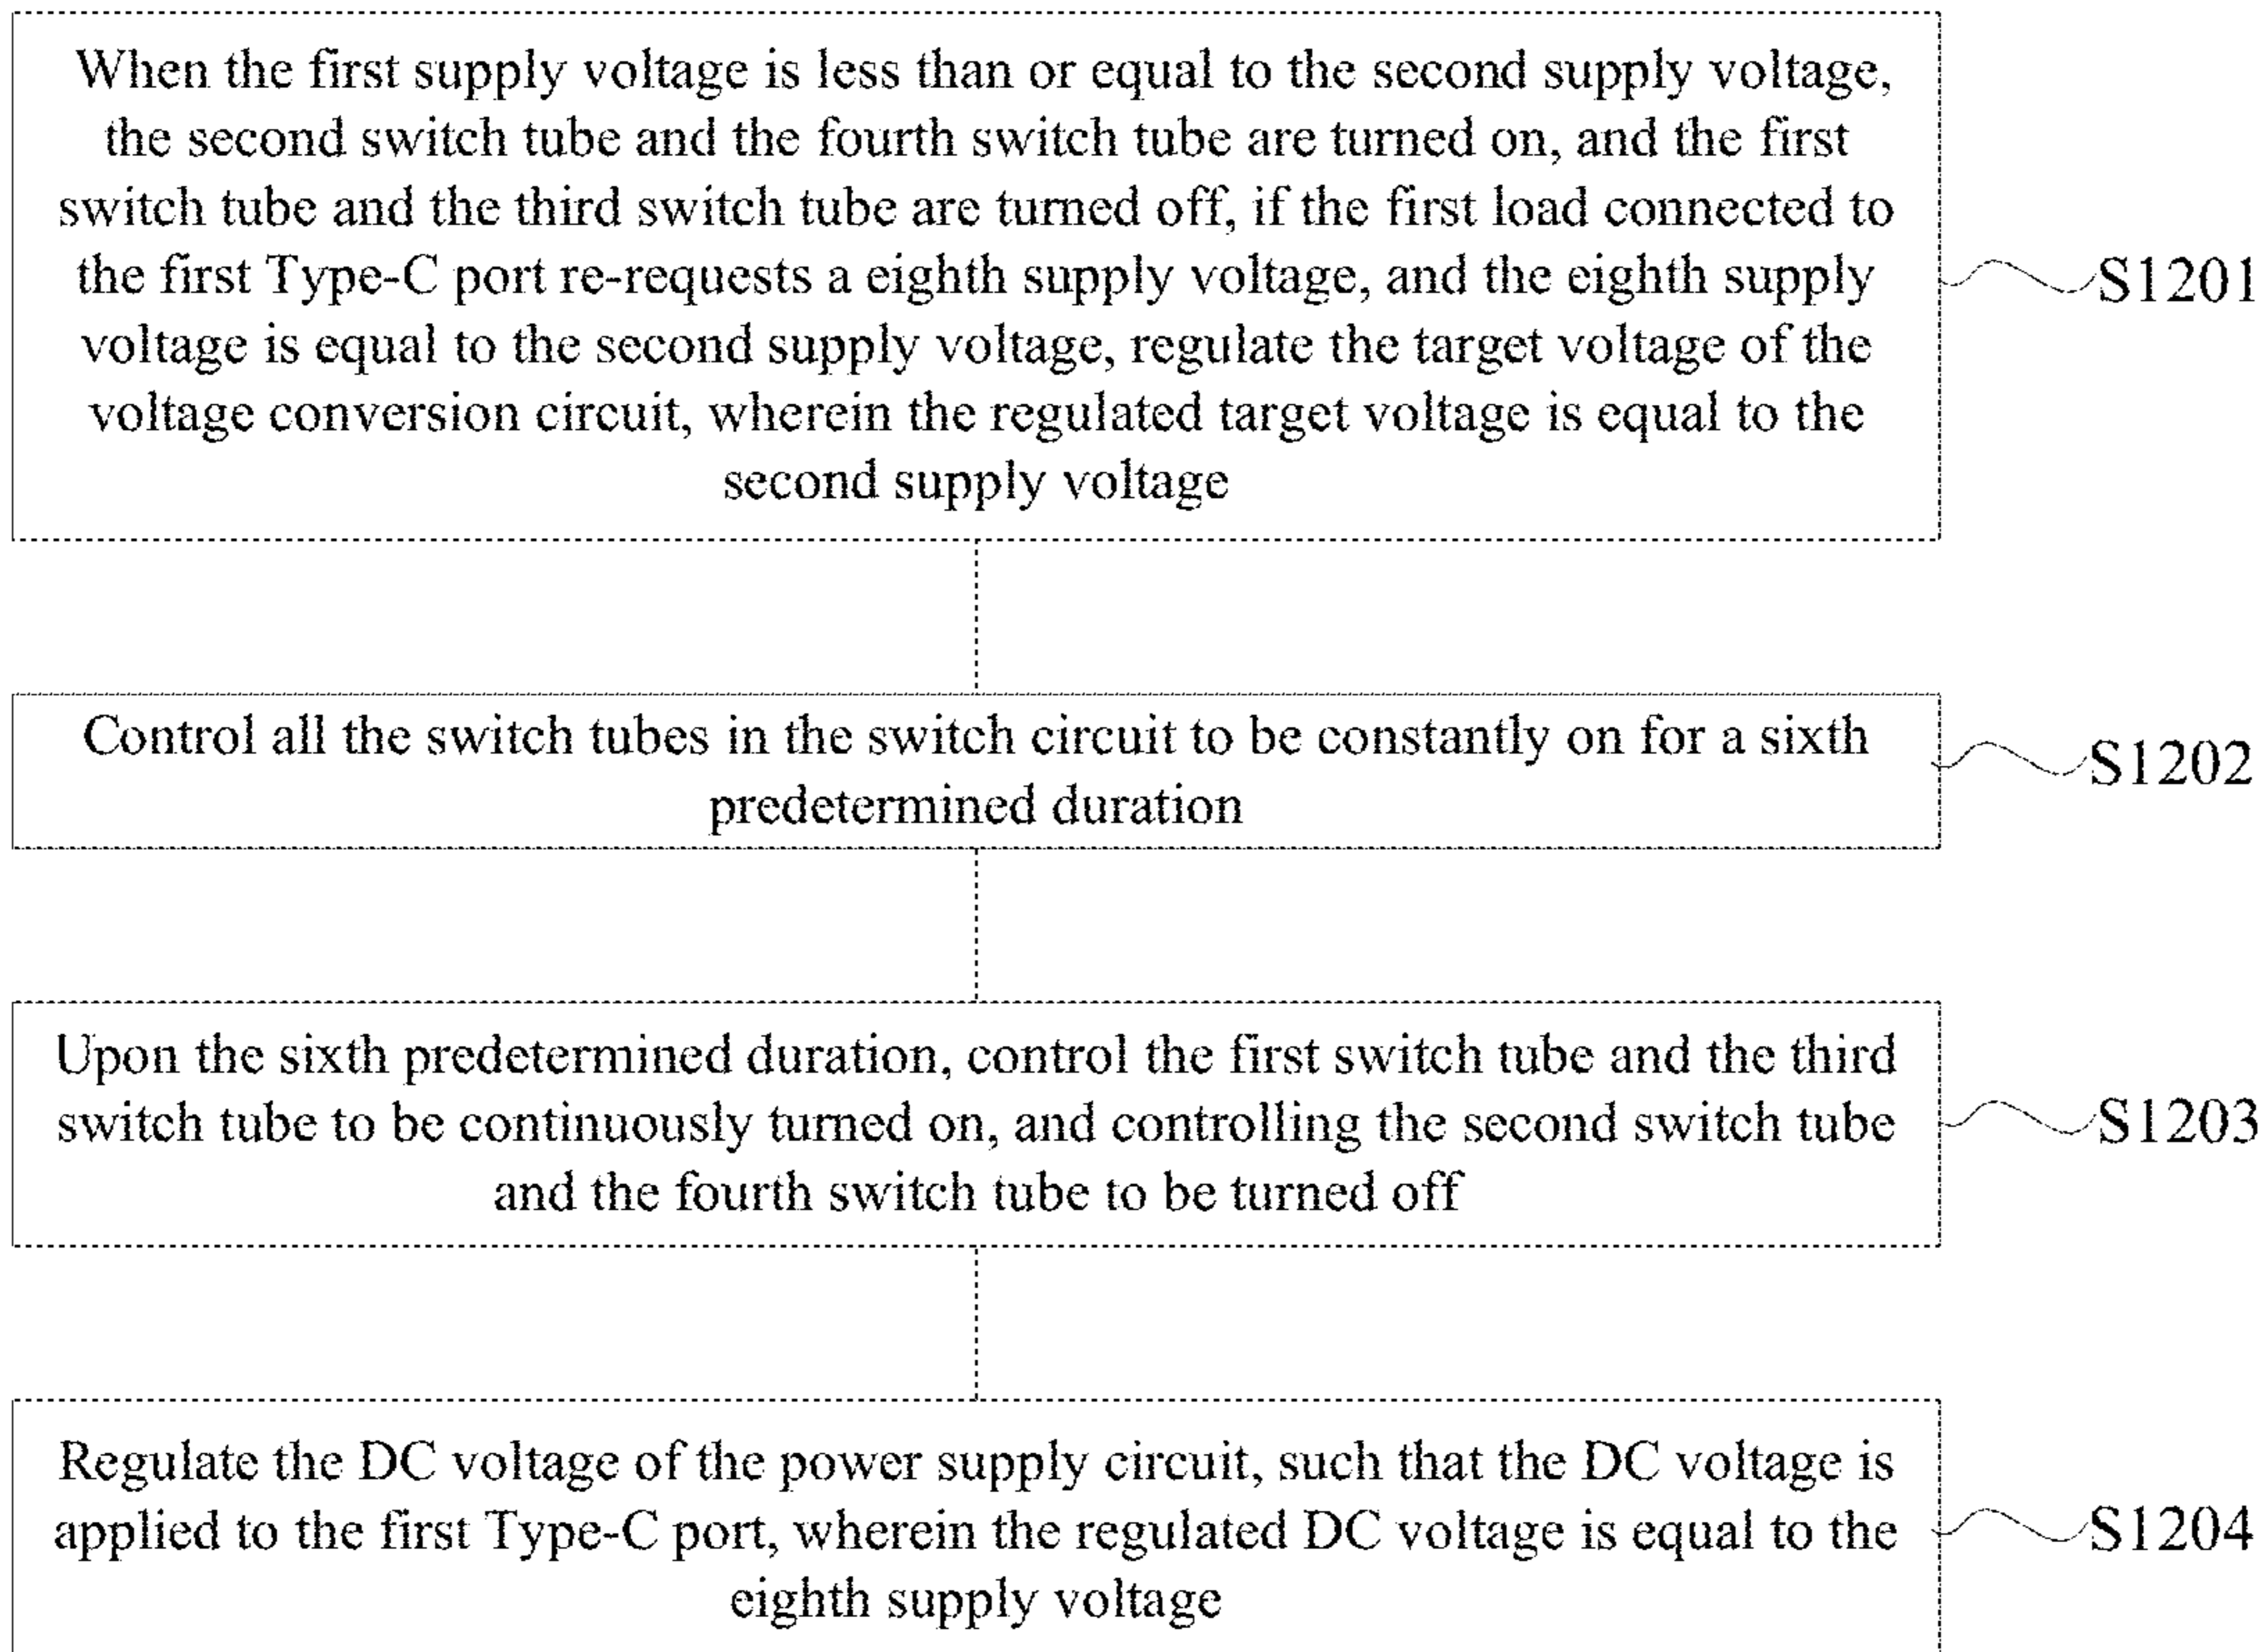 When the first supply voltage is less than or equal to the second supply voltage,
the second switch tube and the fourth switch tube are turned on, and the first
switch tube and the third switch tube are turned off, if the first load connected to
the first Type-C port re-requests a eighth supply voltage, and the eighth supply
voltage is equal to the second supply voltage, regulate the target voltage of the
voltage conversion circuit, wherein the regulated target voltage is equal to the
second supply voltage
S1201
Control all the switch tubes in the switch circuit to be constantly on for a sixth
predetermined duration
S1202
Upon the sixth predetermined duration, control the first switch tube and the third
switch tube to be continuously turned on, and controlling the second switch tube
and the fourth switch tube to be turned off
S1203
Regulate the DC voltage of the power supply circuit, such that the DC voltage is
applied to the first Type-C port, wherein the regulated DC voltage is equal to the
eighth supply voltage
S1204